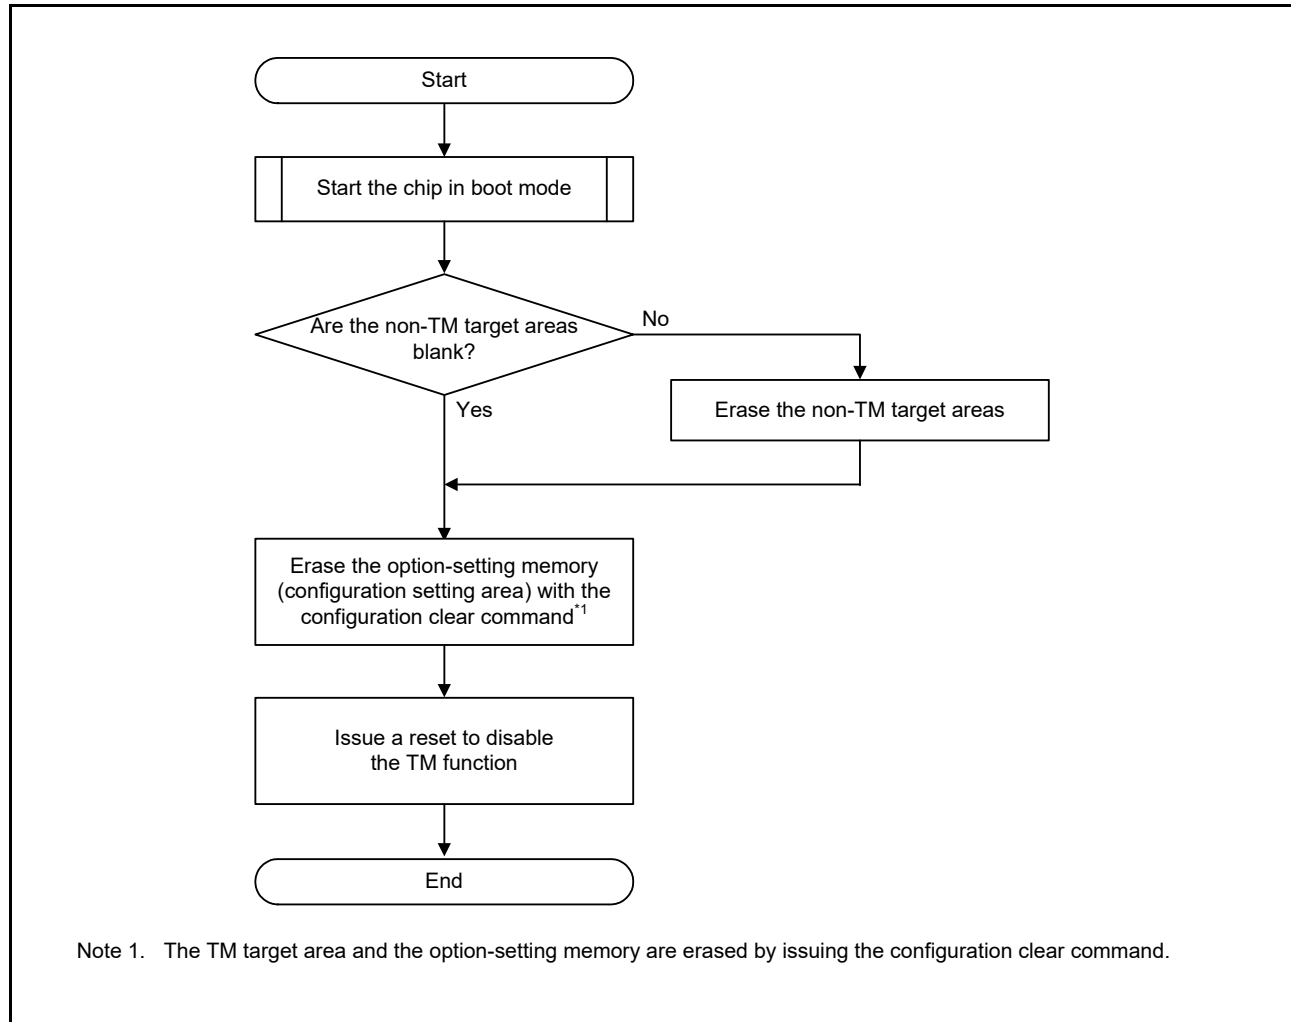 Start
Start the chip in boot mode
Are the non-TM target areas
blank?
No
Yes
Erase the non-TM target areas
Erase the option-setting memory
(configuration setting area) with the
configuration clear command*1
Issue a reset to disable
the TM function
End
Note 1. The TM target area and the option-setting memory are erased by issuing the configuration clear command.